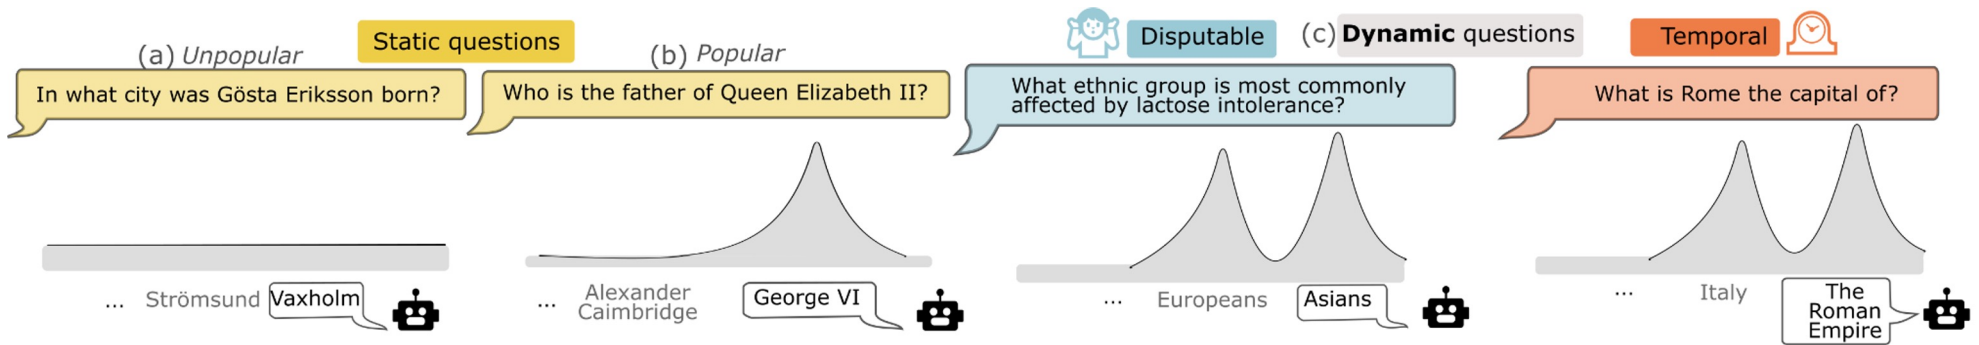 (a) Unpopular
Static questions
(b) Popular
Disputable
(c) Dynamic questions
Temporal
In what city was Gösta Eriksson born?
Who is the father of Queen Elizabeth II?
What ethnic group is most commonly
affected by lactose intolerance?
What is Rome the capital of?
... Strömsund
Vaxholm
... Alexander
Caimbridge
George VI
... Europeans
Asians
... Italy
The
Roman
Empire